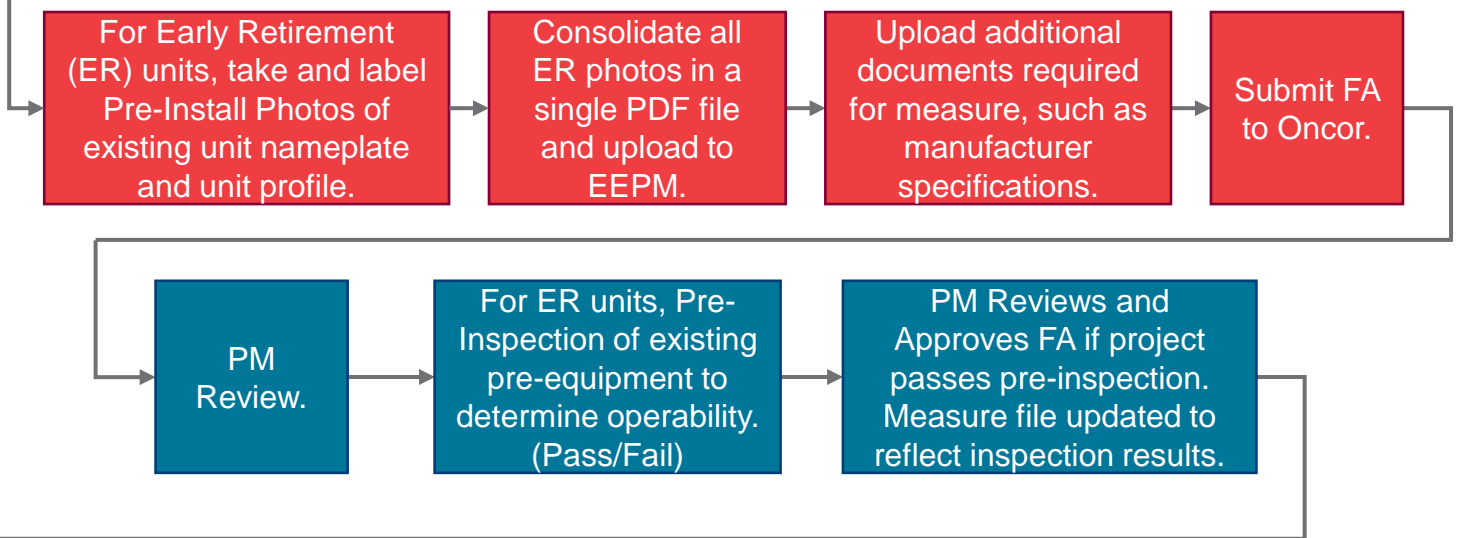 For Early Retirement
(ER) units, take and label
Pre-Install Photos of
existing unit nameplate
and unit profile.
Consolidate all
ER photos in a
single PDF file
and upload to
EEPM.
Upload additional
documents required
for measure, such as
manufacturer
specifications.
Submit FA
to Oncor.
PM
Review.
For ER units, Pre-
Inspection of existing
pre-equipment to
determine operability.
(Pass/Fail)
PM Reviews and
Approves FA if project
passes pre-inspection.
Measure file updated to
reflect inspection results.